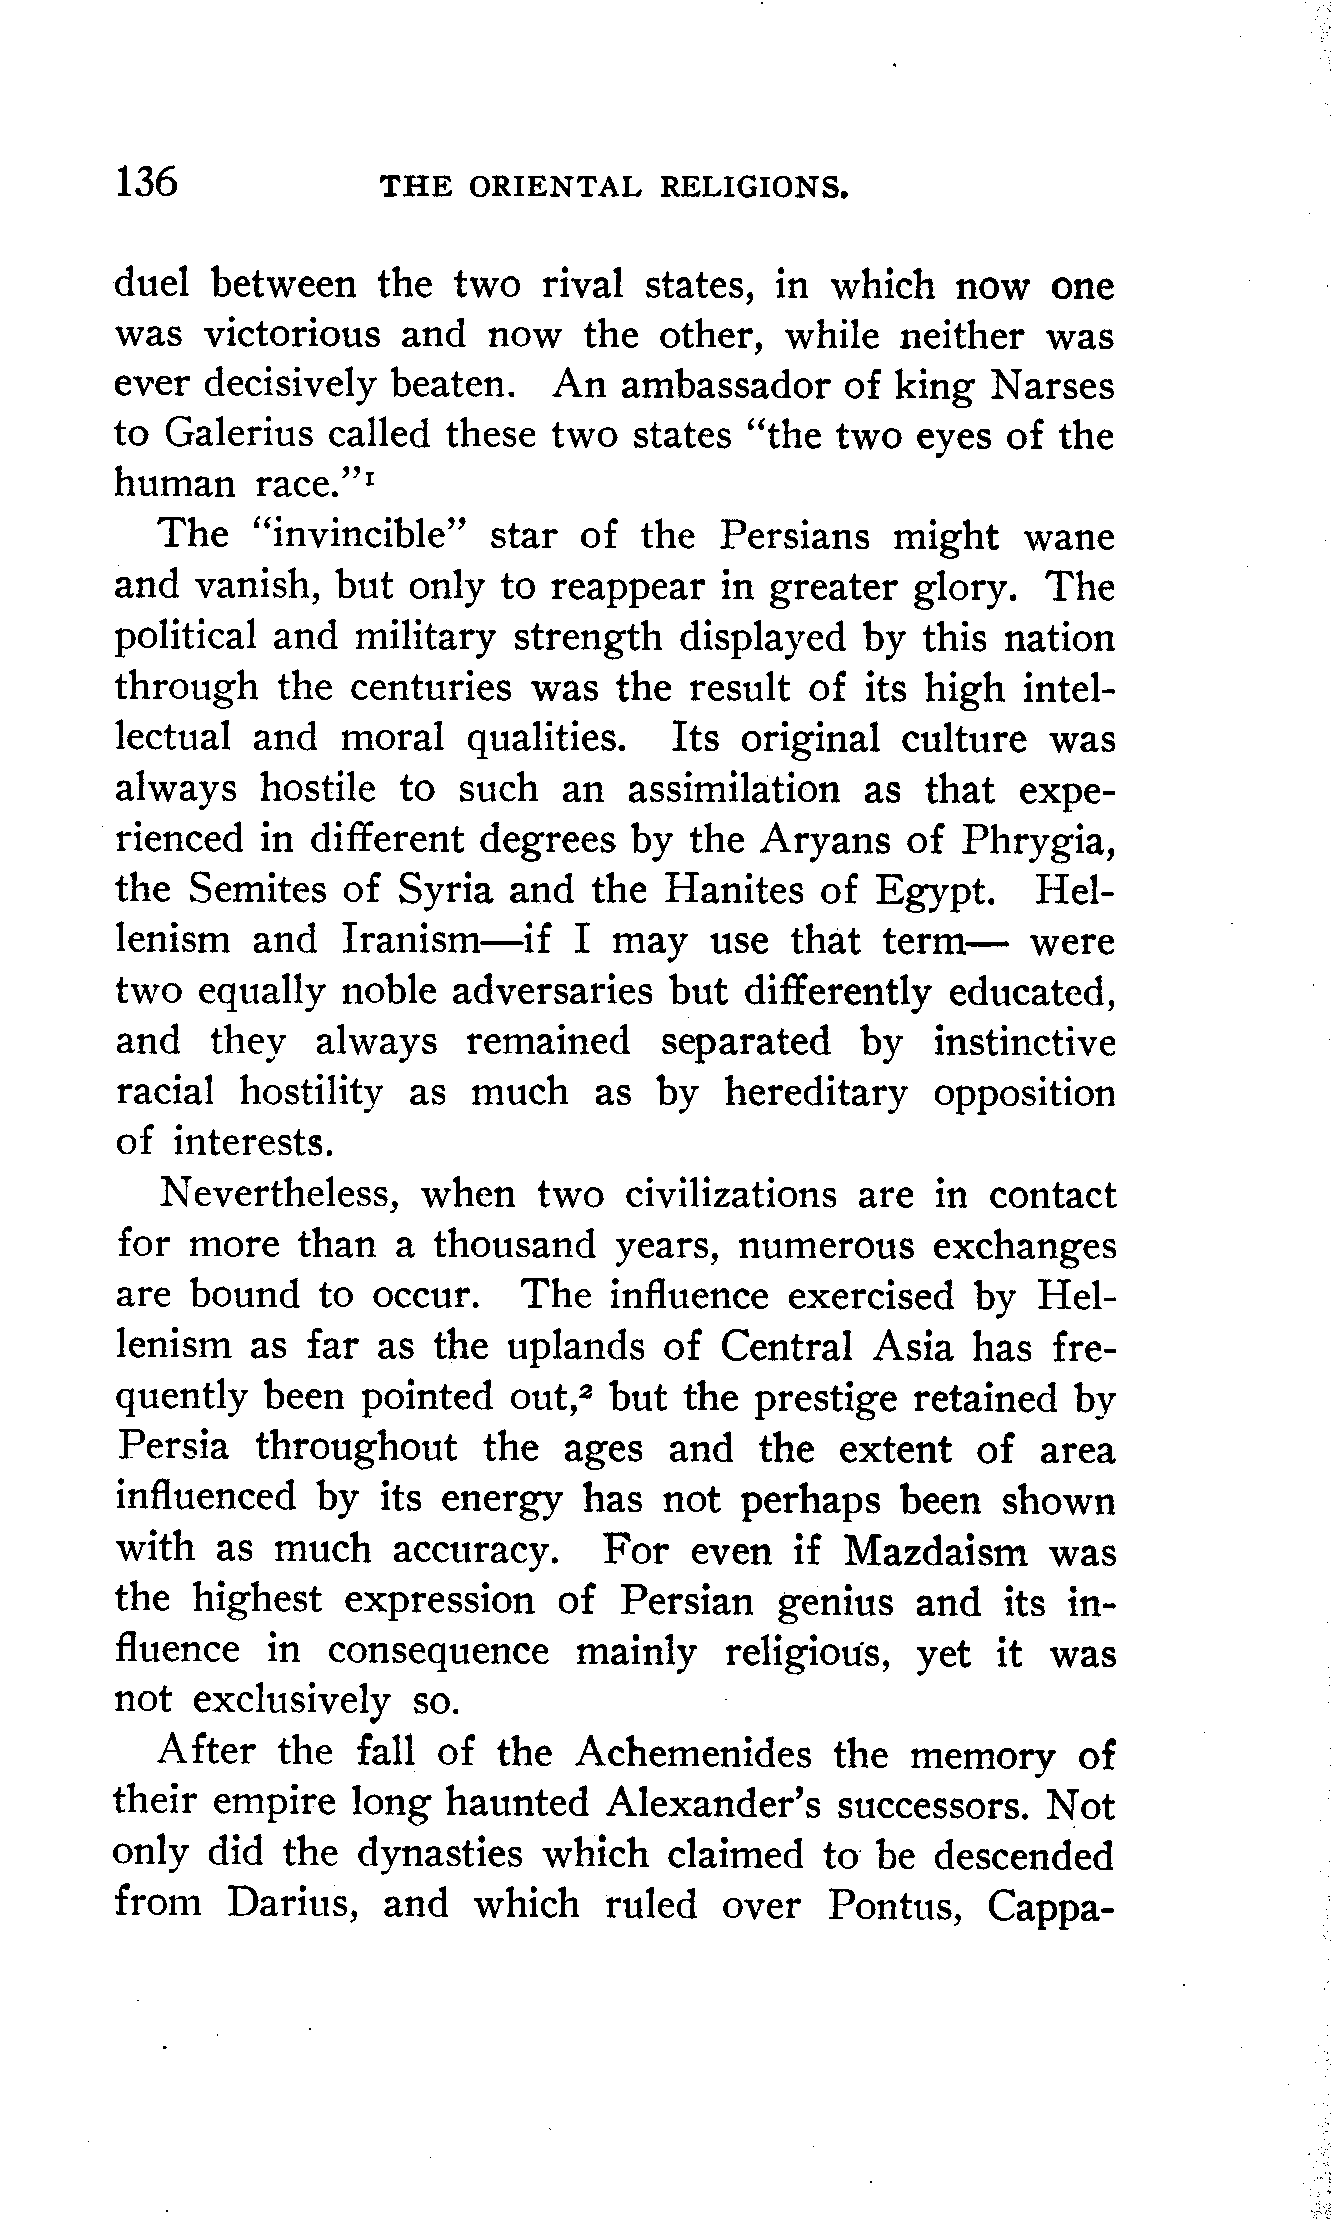 136 THE ORIENTAL RELIGIONS.
duel between the two rival states, in which now one
was victorious and now the other, while neither was
ever decisively beaten. An ambassador of king Narses
to Galerius called these two states “the two eyes of the
human race.”¹
The “invincible” star of the Persians might wane
and vanish, but only to reappear in greater glory. The
political and military strength displayed by this nation
through the centuries was the result of its high intel-
lectual and moral qualities. Its original culture was
always hostile to such an assimilation as that expe-
rienced in different degrees by the Aryans of Phrygia,
the Semites of Syria and the Hanites of Egypt. Hel-
lenism and Iranism—if I may use that term— were
two equally noble adversaries but differently educated,
and they always remained separated by instinctive
racial hostility as much as by hereditary opposition
of interests.
Nevertheless, when two civilizations are in contact
for more than a thousand years, numerous exchanges
are bound to occur. The influence exercised by Hel-
lenism as far as the uplands of Central Asia has fre-
quently been pointed out,² but the prestige retained by
Persia throughout the ages and the extent of area
influenced by its energy has not perhaps been shown
with as much accuracy. For even if Mazdaism was
the highest expression of Persian genius and its in-
fluence in consequence mainly religious, yet it was
not exclusively so.
After the fall of the Achemenides the memory of
their empire long haunted Alexander’s successors. Not
only did the dynasties which claimed to be descended
from Darius, and which ruled over Pontus, Cappa-